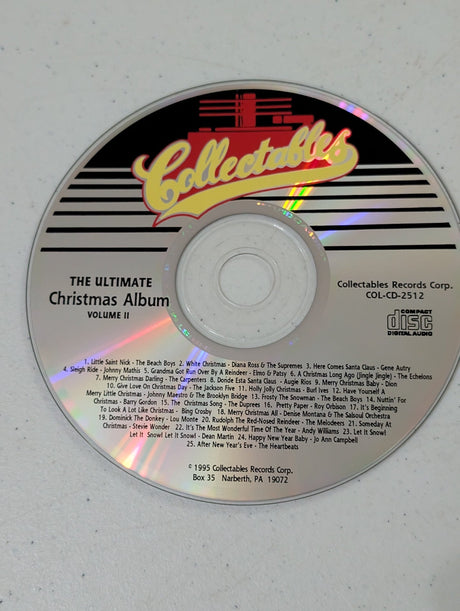 Collectables
THE ULTIMATE
Christmas Album
VOLUME II
Collectables Records Corp.
COL-CD-2512
COMPACT
disc
DIGITAL AUDIO
1. Little Saint Nick - The Beach Boys 2. White Christmas - Diana Ross & The Supremes 3. Here Comes Santa Claus - Gene Autry
4. Sleigh Ride - Johnny Mathis 5. Grandma Got Run Over By A Reindeer - Elmo & Patsy 6. A Christmas Long Ago (Jingle Jingle) - The Echelons
7. Merry Christmas Darling - The Carpenters 8. Donde Esta Santa Claus - Augie Rios 9. Merry Christmas Baby - Dion
10. Give Love On Christmas Day - The Jackson Five 11. Holly Jolly Christmas - Burl Ives 12. Have Yourself A
Merry Little Christmas - Johnny Maestro & The Brooklyn Bridge 13. Frosty The Snowman - The Beach Boys 14. Nuttin' For
Christmas - Barry Gordon 15. The Christmas Song - The Duprees 16. Pretty Paper - Roy Orbison 17. It's Beginning
To Look A Lot Like Christmas - Bing Crosby 18. Merry Christmas All - Denise Montana & The Salsoul Orchestra
19. Dominick The Donkey - Lou Monte 20. Rudolph The Red-Nosed Reindeer - The Melodeers 21. Someday At
Christmas - Stevie Wonder 22. It's The Most Wonderful Time Of The Year - Andy Williams 23. Let It Snow!
Let It Snow! Let It Snow! - Dean Martin 24. Happy New Year Baby - Jo Ann Campbell
25. After New Year's Eve - The Heartbeats
© 1995 Collectables Records Corp.
Box 35 Narberth, PA 19072